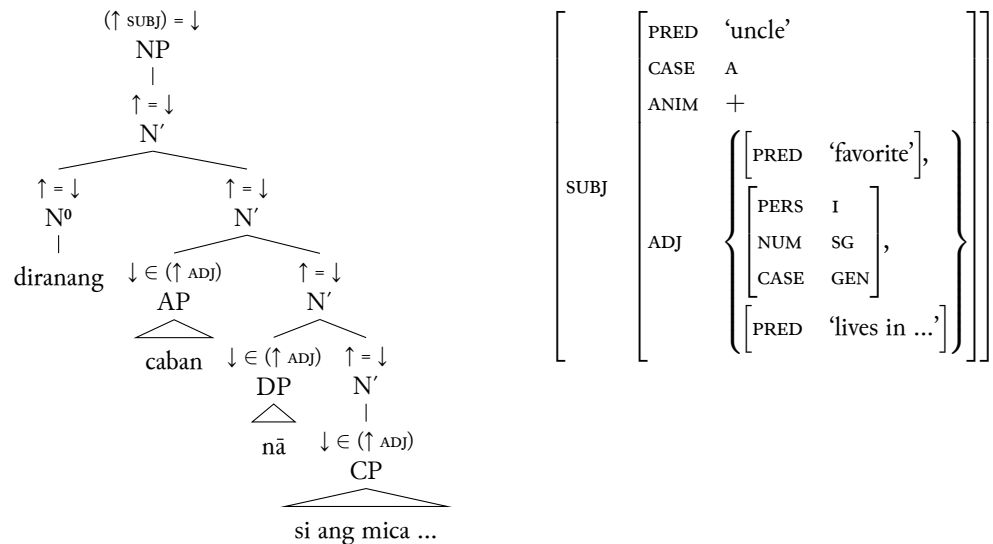 (↑ SUBJ) = ↓
NP
↑ = ↓
N′
↑ = ↓ ↑ = ↓
N⁰ N′
diranang ↓ ∈ (↑ ADJ) ↑ = ↓
AP N′
caban ↓ ∈ (↑ ADJ) ↑ = ↓
DP N′
nā ↓ ∈ (↑ ADJ)
CP
si ang mica ...
PRED ‘uncle’
CASE A
ANIM +
SUBJ
ADJ
[PRED ‘favorite’],
PERS I
NUM SG ,
CASE GEN
[PRED ‘lives in ...’]